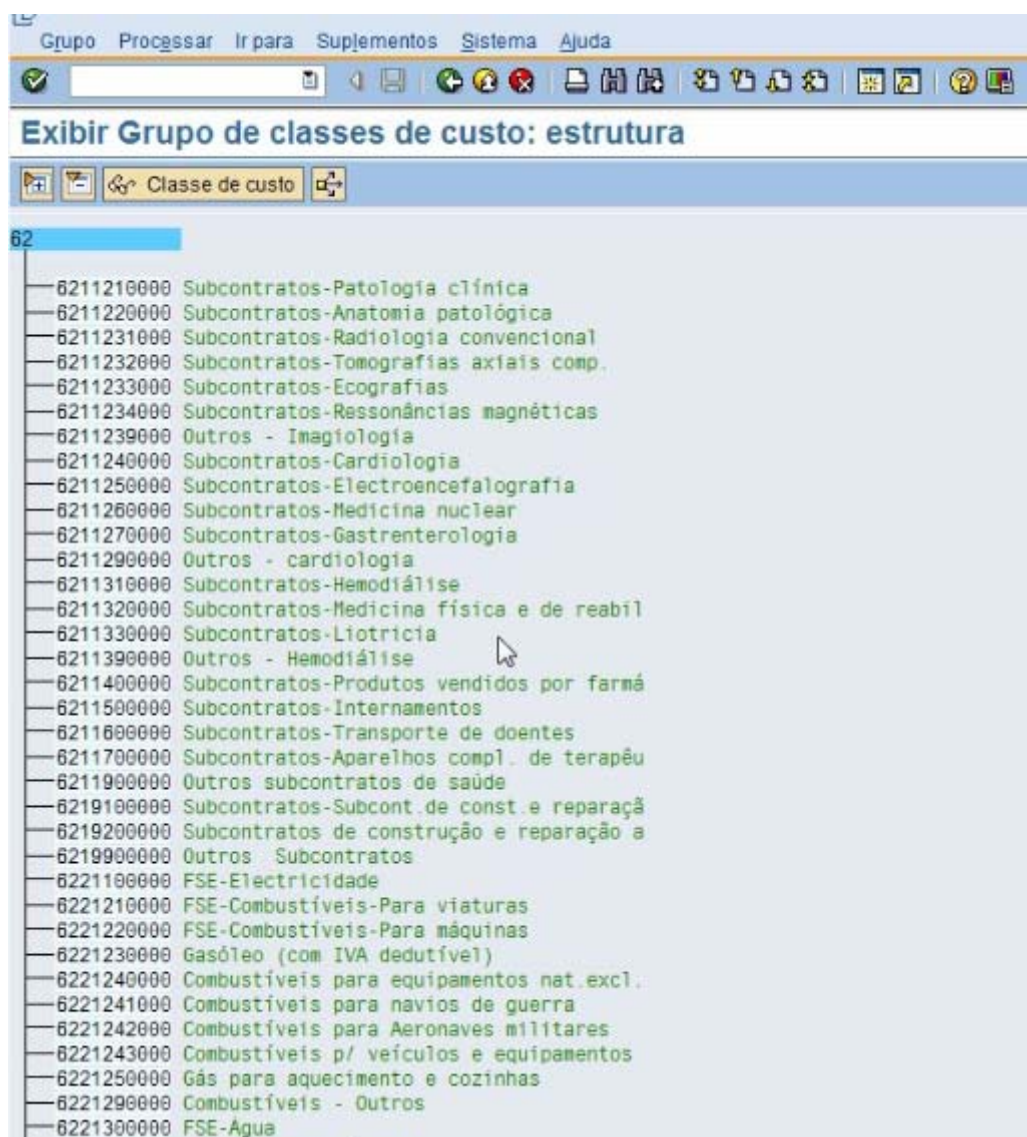 Grupo Processar Ir para Suplementos Sistema Ajuda
Exibir Grupo de classes de custo: estrutura
Classe de custo
62
6211210000 Subcontratos-Patologia clínica
6211220000 Subcontratos-Anatomia patológica
6211231000 Subcontratos-Radiologia convencional
6211232000 Subcontratos-Tomografias axiais comp.
6211233000 Subcontratos-Ecografias
6211234000 Subcontratos-Ressonâncias magnéticas
6211239000 Outros - Imagiologia
6211240000 Subcontratos-Cardiologia
6211250000 Subcontratos-Electroencefalografia
6211260000 Subcontratos-Medicina nuclear
6211270000 Subcontratos-Gastrenterologia
6211290000 Outros - cardiologia
6211310000 Subcontratos-Hemodiálise
6211320000 Subcontratos-Medicina física e de reabil
6211330000 Subcontratos-Liotricia
6211390000 Outros - Hemodiálise
6211400000 Subcontratos-Produtos vendidos por farmá
6211500000 Subcontratos-Internamentos
6211600000 Subcontratos-Transporte de doentes
6211700000 Subcontratos-Aparelhos compl. de terapêu
6211900000 Outros subcontratos de saúde
6219100000 Subcontratos-Subcont.de const.e reparaçã
6219200000 Subcontratos de construção e reparação a
6219900000 Outros Subcontratos
6221100000 FSE-Electricidade
6221210000 FSE-Combustíveis-Para viaturas
6221220000 FSE-Combustíveis-Para máquinas
6221230000 Gasóleo (com IVA dedutível)
6221240000 Combustíveis para equipamentos nat.excl.
6221241000 Combustíveis para navios de guerra
6221242000 Combustíveis para Aeronaves militares
6221243000 Combustíveis p/ veículos e equipamentos
6221250000 Gás para aquecimento e cozinhas
6221290000 Combustíveis - Outros
6221300000 FSE-Água